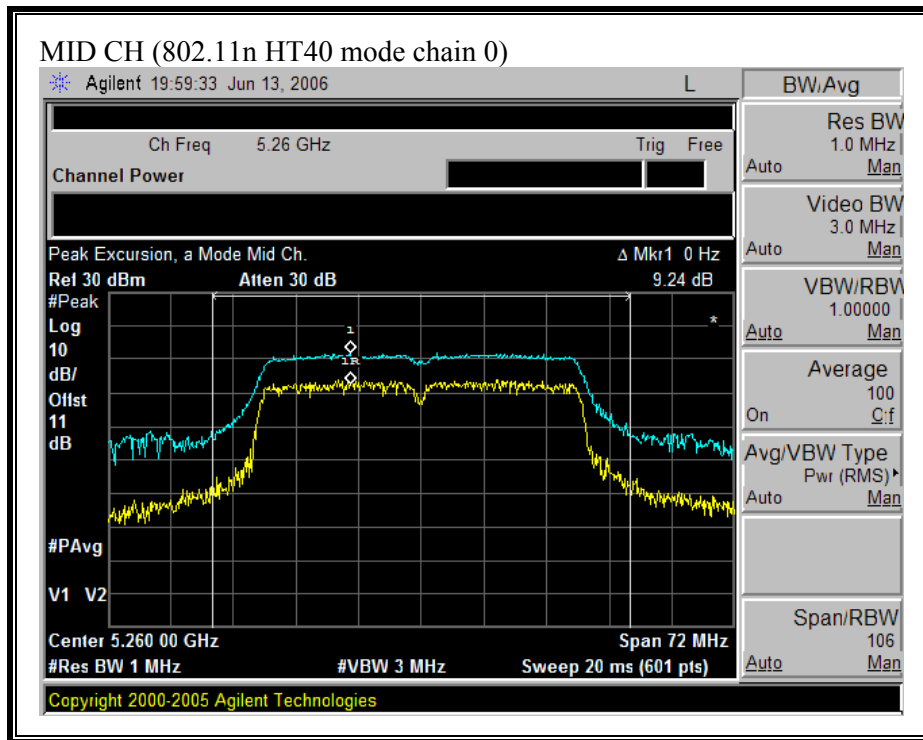 MID CH (802.11n HT40 mode chain 0)
Agilent 19:59:33 Jun 13, 2006 L
BW/Avg
Ch Freq 5.26 GHz Trig Free
Channel Power
Res BW
1.0 MHz
Auto Man
Video BW
3.0 MHz
Auto Man
VBW/RBW
1.00000
Auto Man
Average
100
On
Avg/VBW Type
Pwr (RMS)
Auto Man
Span/RBW
106
Auto Man
Peak Excursion, a Mode Mid Ch. Δ Mkr1 0 Hz
Ref 30 dBm Atten 30 dB 9.24 dB
#Peak
Log
10
dB/
Offst
11
dB
1
1R
*
#PAvg
V1 V2
Center 5.260 00 GHz Span 72 MHz
#Res BW 1 MHz #VBW 3 MHz Sweep 20 ms (601 pts)
Copyright 2000-2005 Agilent Technologies